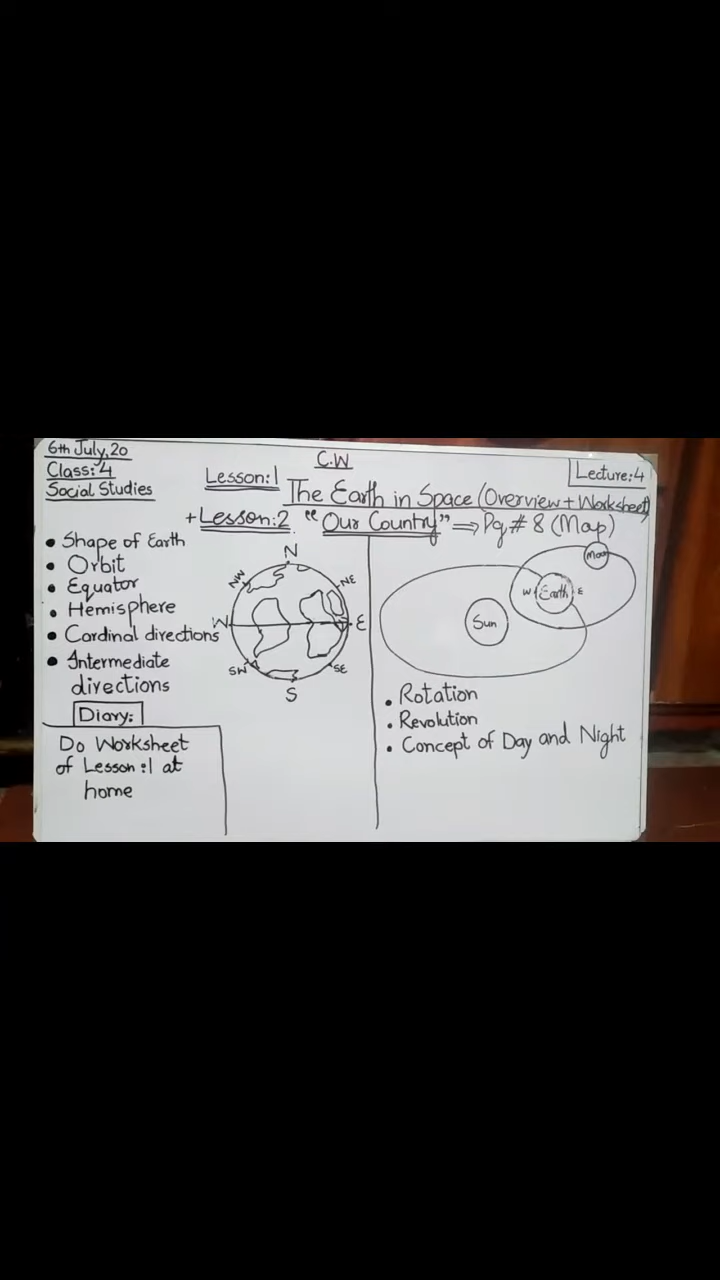 6th July,20
Class:4
Social Studies
C.W
Lecture:4
Lesson:1 The Earth in Space (Overview + Worksheet)
+ Lesson:2 "Our Country" ⇒ Pg # 8 (Map)
• Shape of Earth
• Orbit
• Equator
• Hemisphere
• Cardinal directions
• Intermediate
directions
Diary:
Do Worksheet
of Lesson:1 at
home
N
NW
NE
W
E
SW
SE
S
Sun
W Earth E
Moon
• Rotation
• Revolution
• Concept of Day and Night